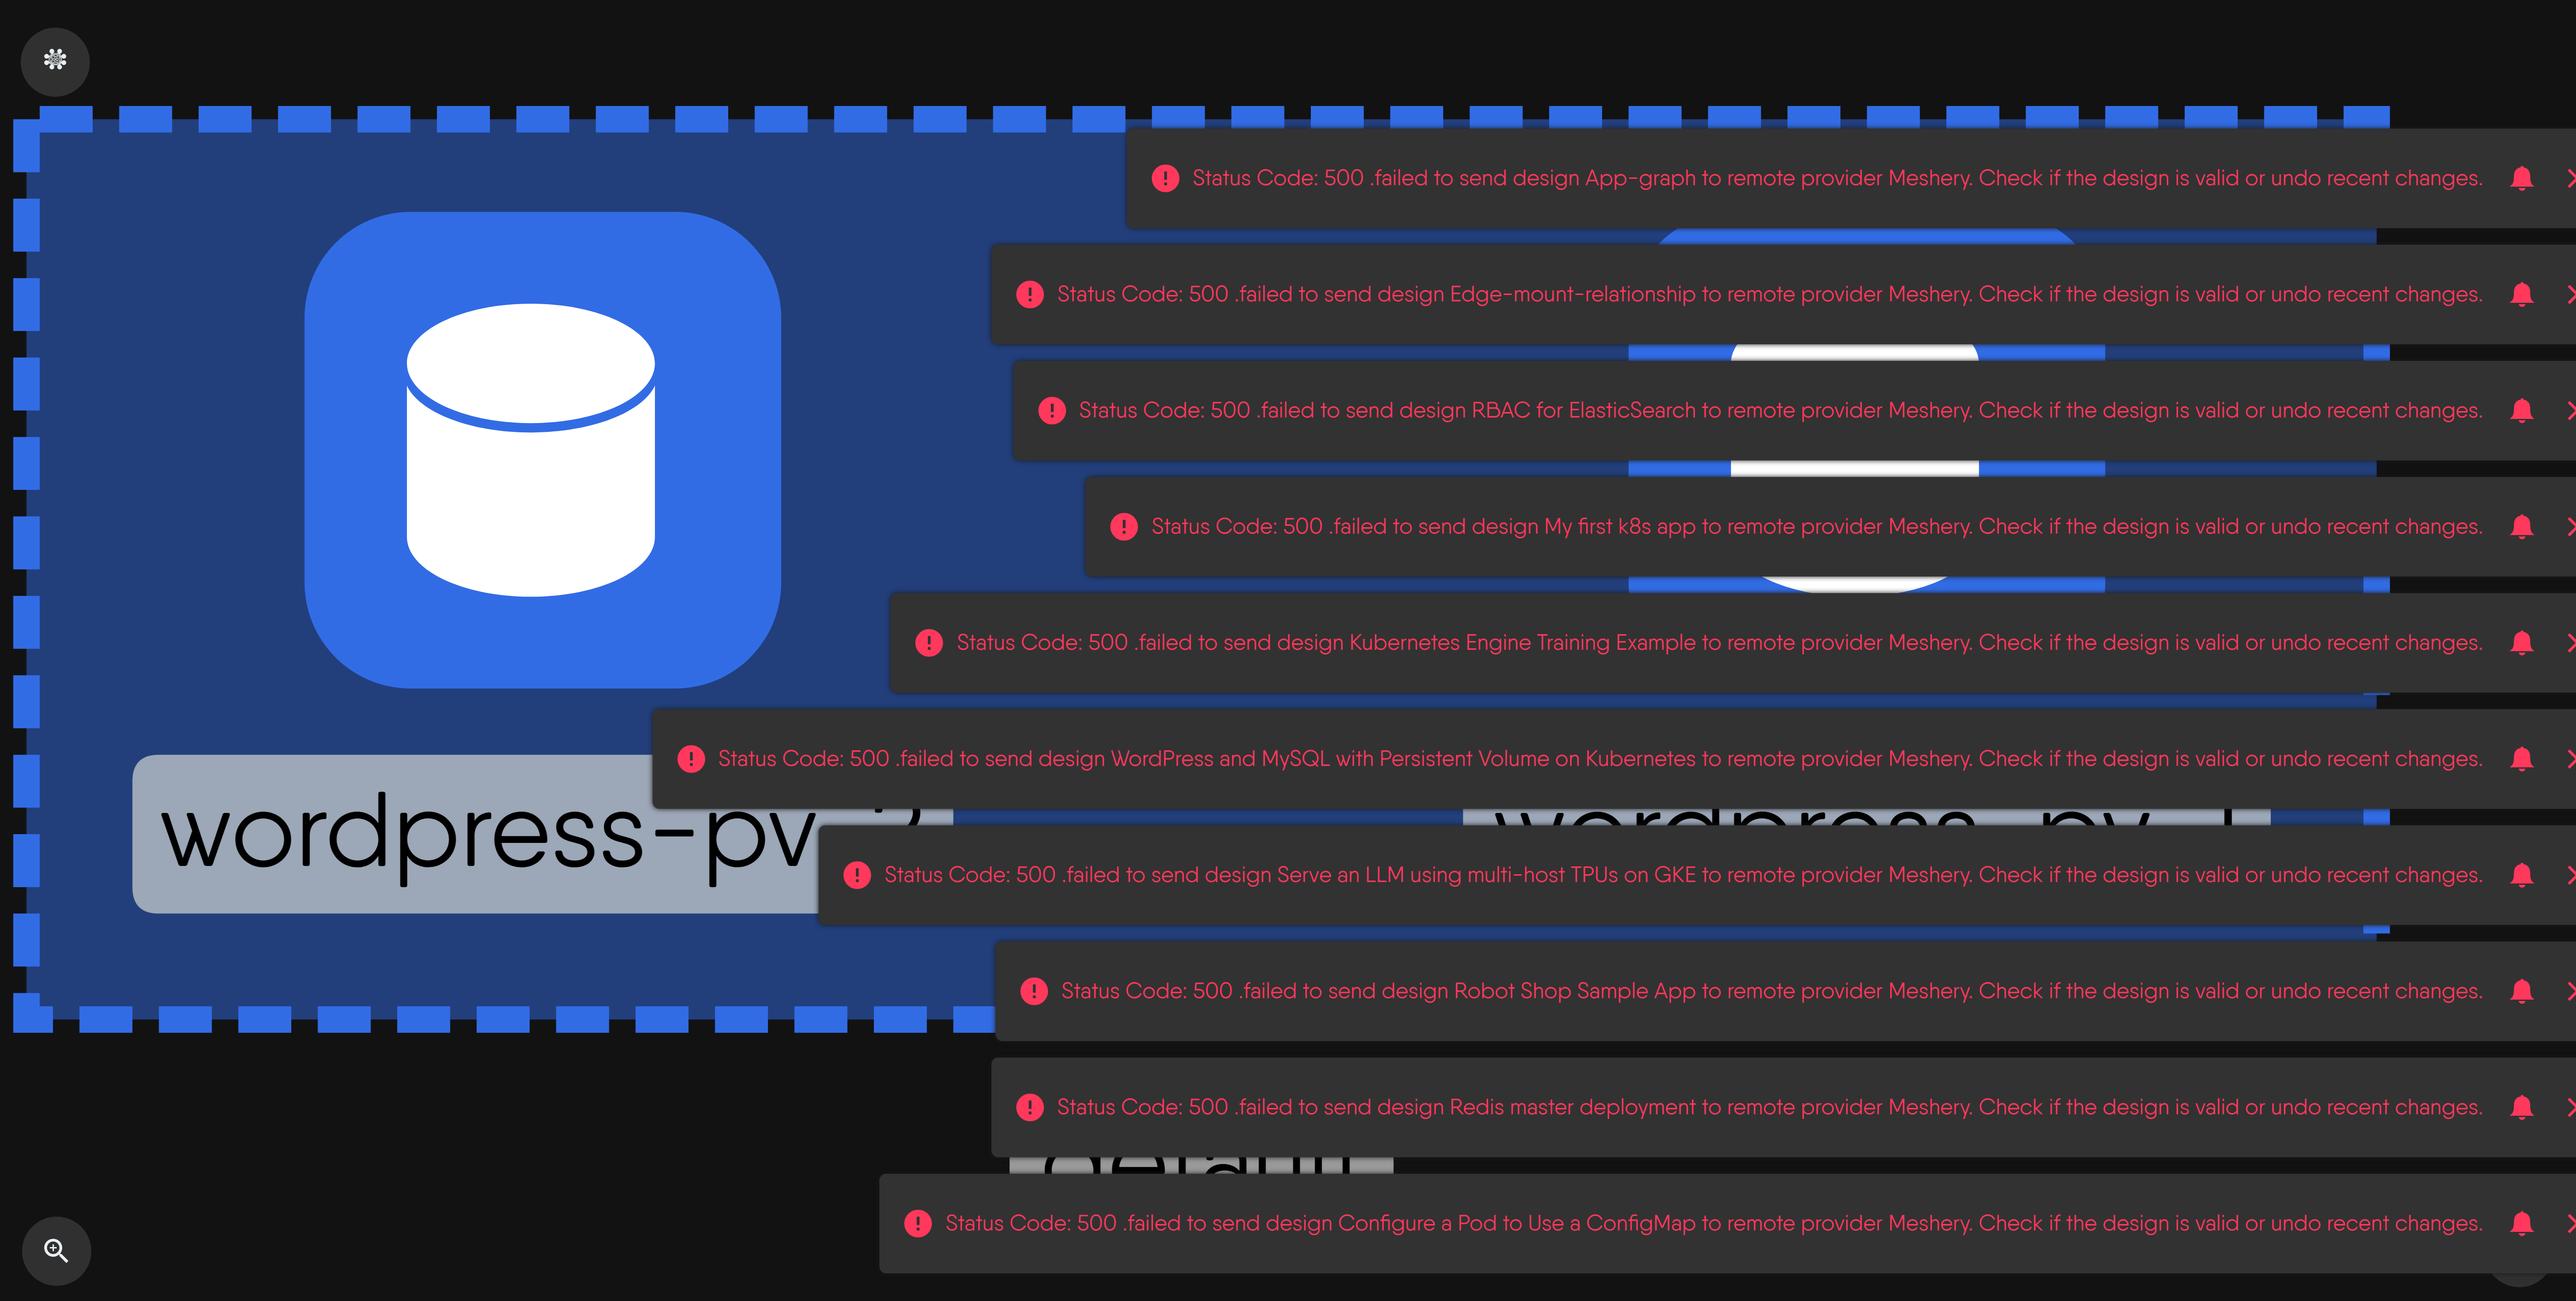 Status Code: 500 .failed to send design App-graph to remote provider Meshery. Check if the design is valid or undo recent changes.
Status Code: 500 .failed to send design Edge-mount-relationship to remote provider Meshery. Check if the design is valid or undo recent changes.
Status Code: 500 .failed to send design RBAC for ElasticSearch to remote provider Meshery. Check if the design is valid or undo recent changes.
Status Code: 500 .failed to send design My first k8s app to remote provider Meshery. Check if the design is valid or undo recent changes.
Status Code: 500 .failed to send design Kubernetes Engine Training Example to remote provider Meshery. Check if the design is valid or undo recent changes.
Status Code: 500 .failed to send design WordPress and MySQL with Persistent Volume on Kubernetes to remote provider Meshery. Check if the design is valid or undo recent changes.
wordpress-pv
Status Code: 500 .failed to send design Serve an LLM using multi-host TPUs on GKE to remote provider Meshery. Check if the design is valid or undo recent changes.
Status Code: 500 .failed to send design Robot Shop Sample App to remote provider Meshery. Check if the design is valid or undo recent changes.
Status Code: 500 .failed to send design Redis master deployment to remote provider Meshery. Check if the design is valid or undo recent changes.
Status Code: 500 .failed to send design Configure a Pod to Use a ConfigMap to remote provider Meshery. Check if the design is valid or undo recent changes.